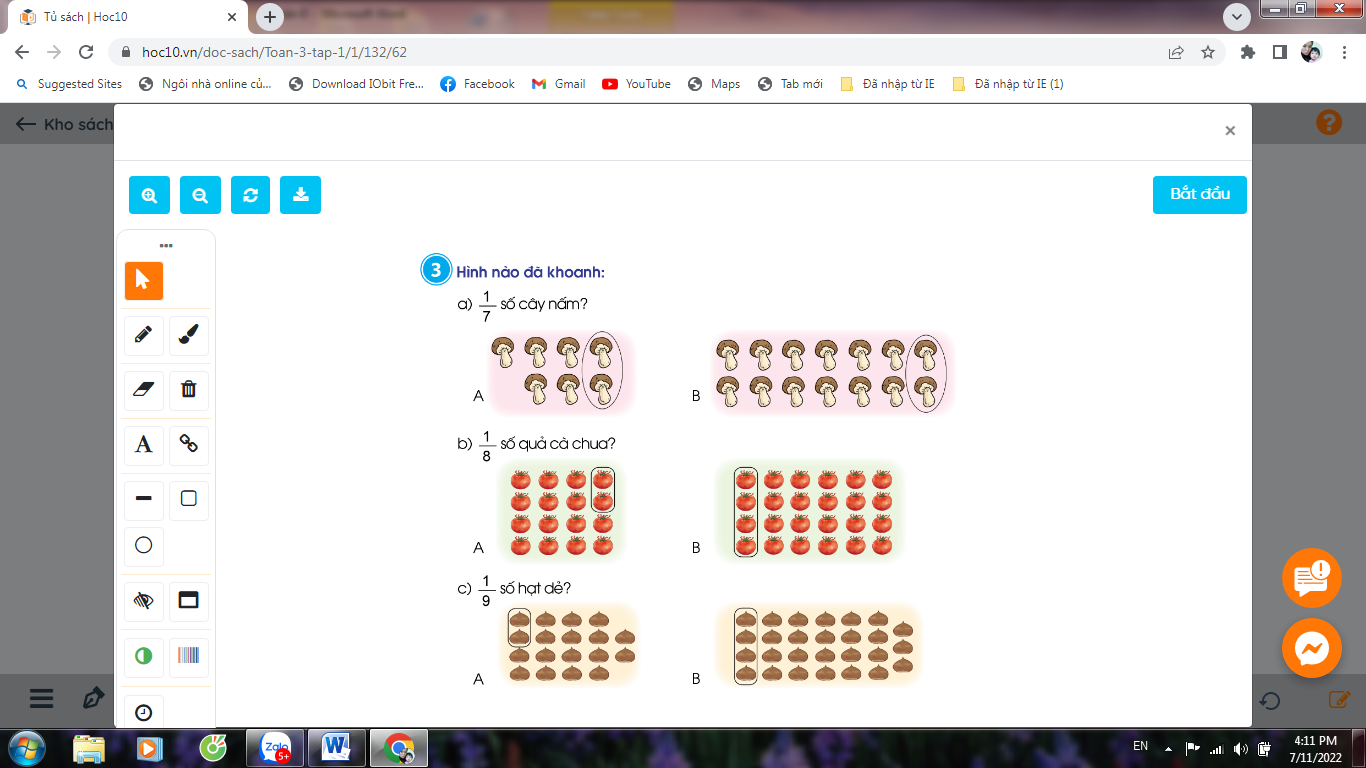 Tủ sách | Hoc10
hoc10.vn/doc-sach/Toan-3-tap-1/1/132/62
Suggested Sites
Ngôi nhà online củ...
Download IObit Fre...
Facebook
Gmail
YouTube
Maps
Tab mới
Đã nhập từ IE
Đã nhập từ IE (1)
Kho sách
Bắt đầu
3 Hình nào đã khoanh:
a) 1/7 số cây nấm?
A
B
b) 1/8 số quả cà chua?
A
B
c) 1/9 số hạt dẻ?
A
B
A
Zalo
5+
EN
4:11 PM
7/11/2022